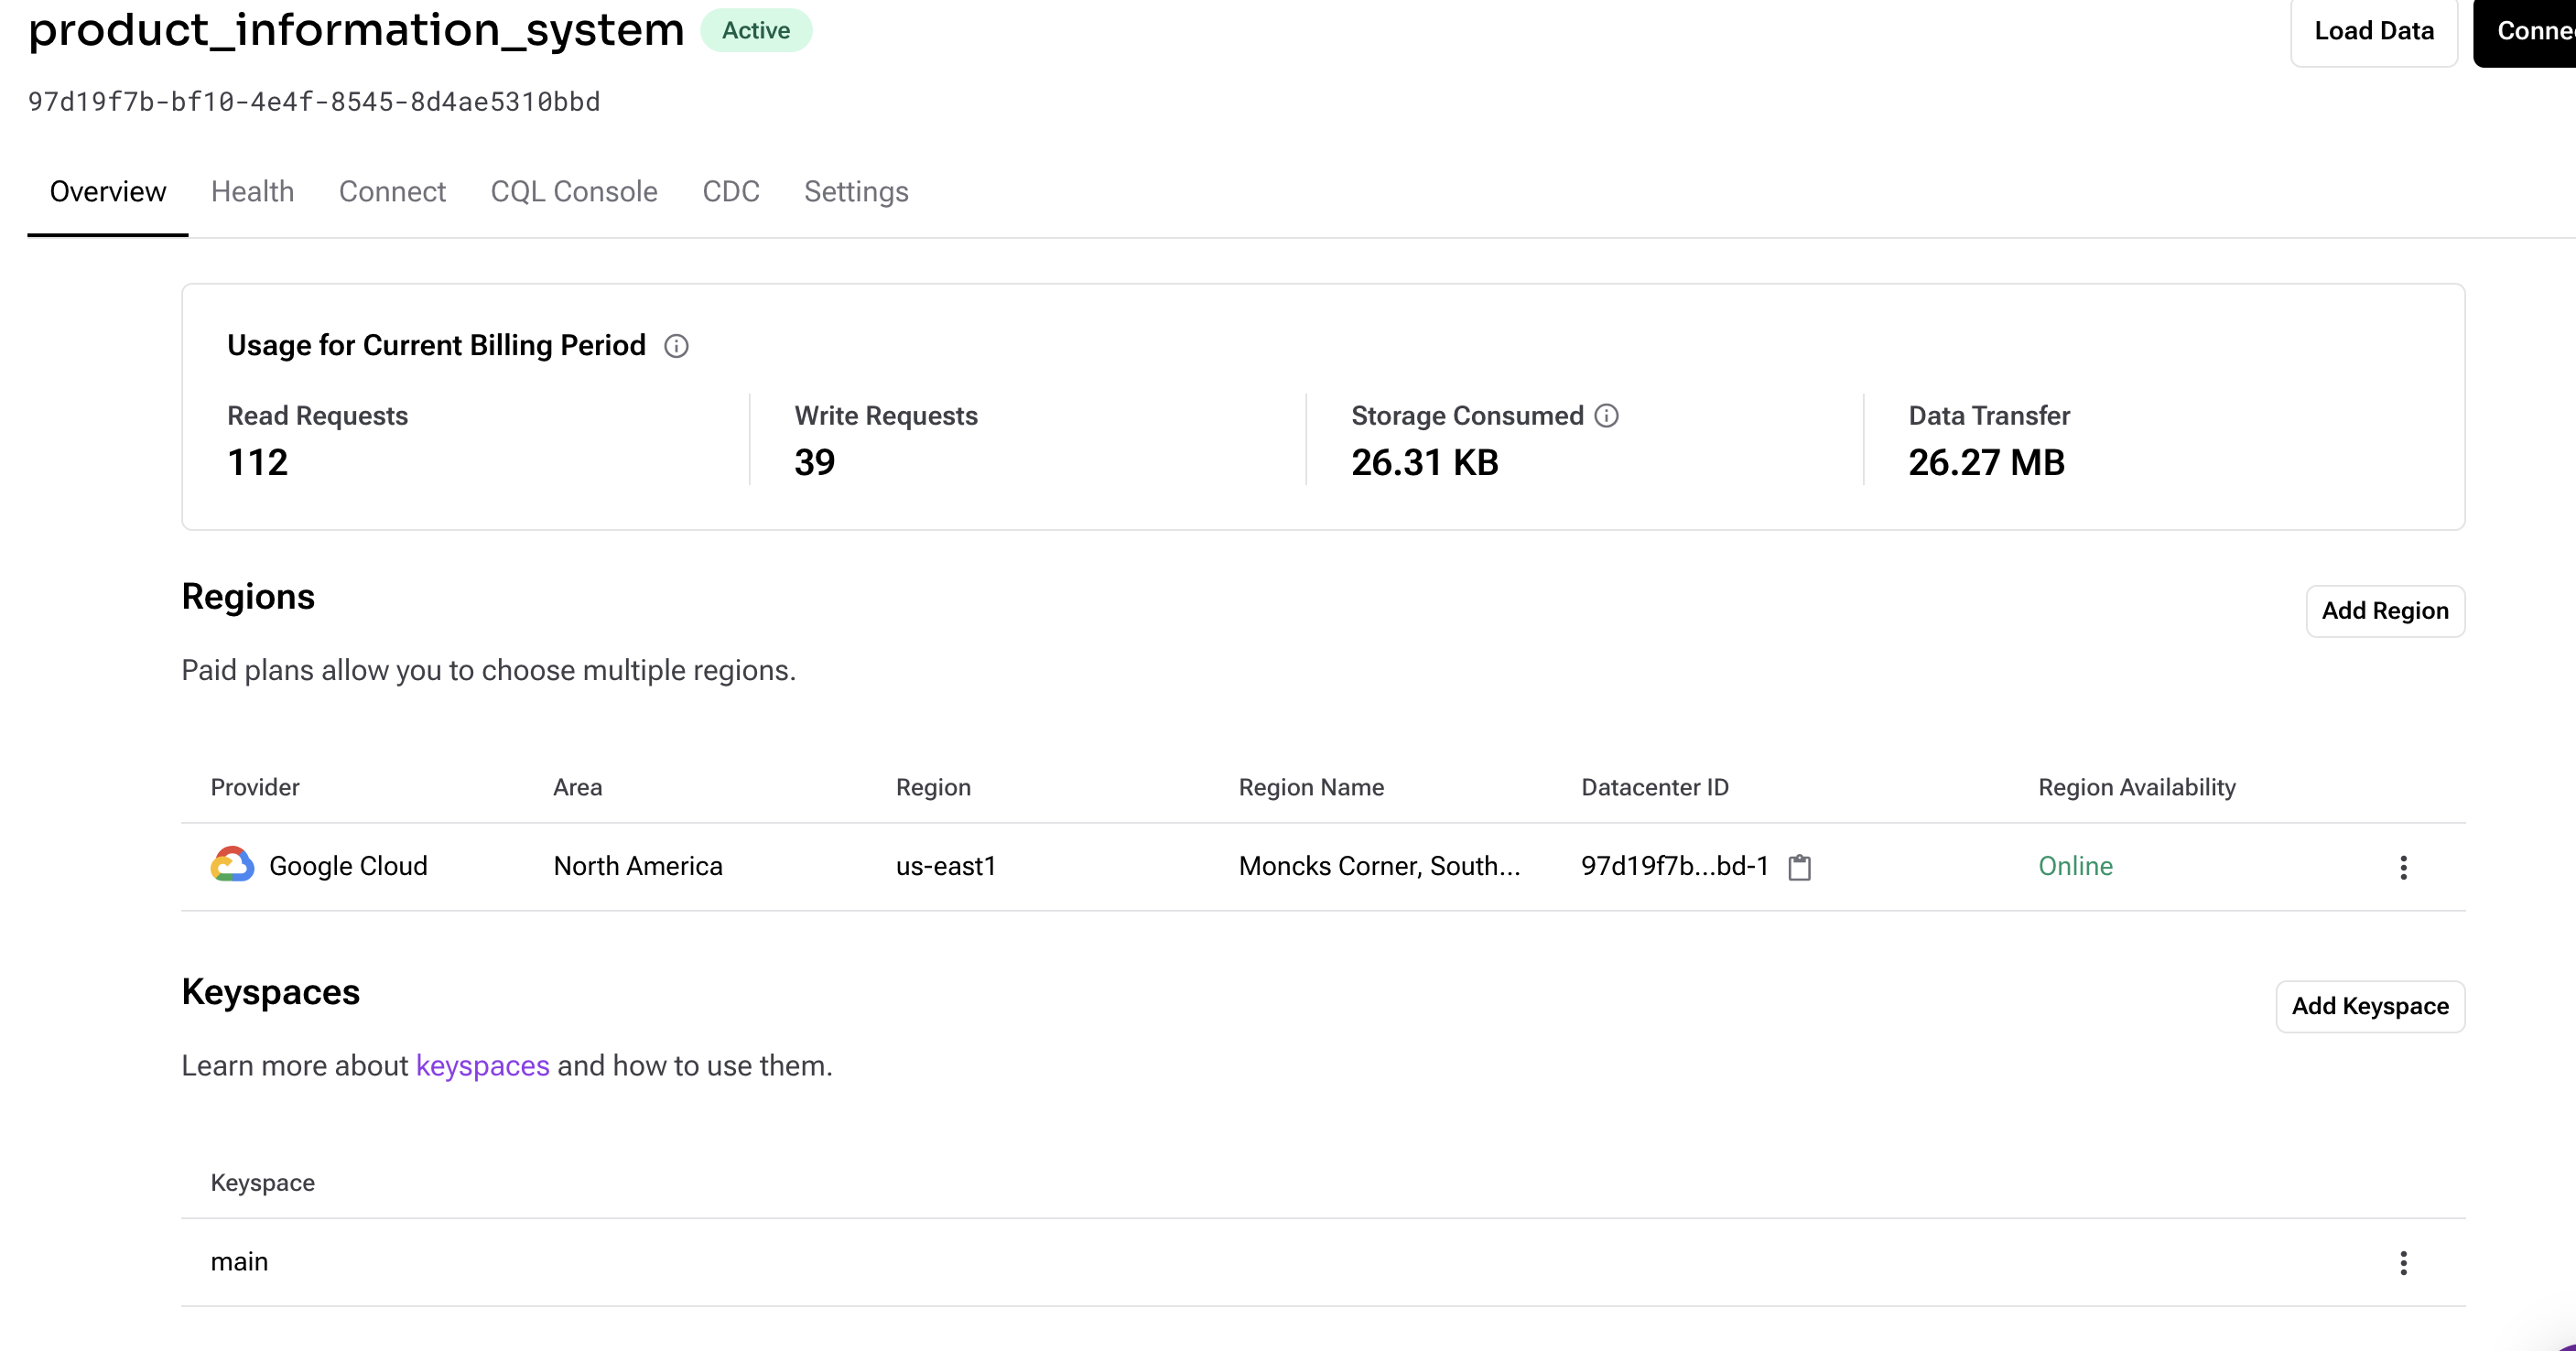 product_information_system Active Load Data Conne
97d19f7b-bf10-4e4f-8545-8d4ae5310bbd
Overview Health Connect CQL Console CDC Settings
Usage for Current Billing Period
Read Requests Write Requests Storage Consumed Data Transfer
112 39 26.31 KB 26.27 MB
Regions
Add Region
Paid plans allow you to choose multiple regions.
Provider Area Region Region Name Datacenter ID Region Availability
Google Cloud North America us-east1 Moncks Corner, South... 97d19f7b...bd-1 Online
Keyspaces
Add Keyspace
Learn more about keyspaces and how to use them.
Keyspace
main